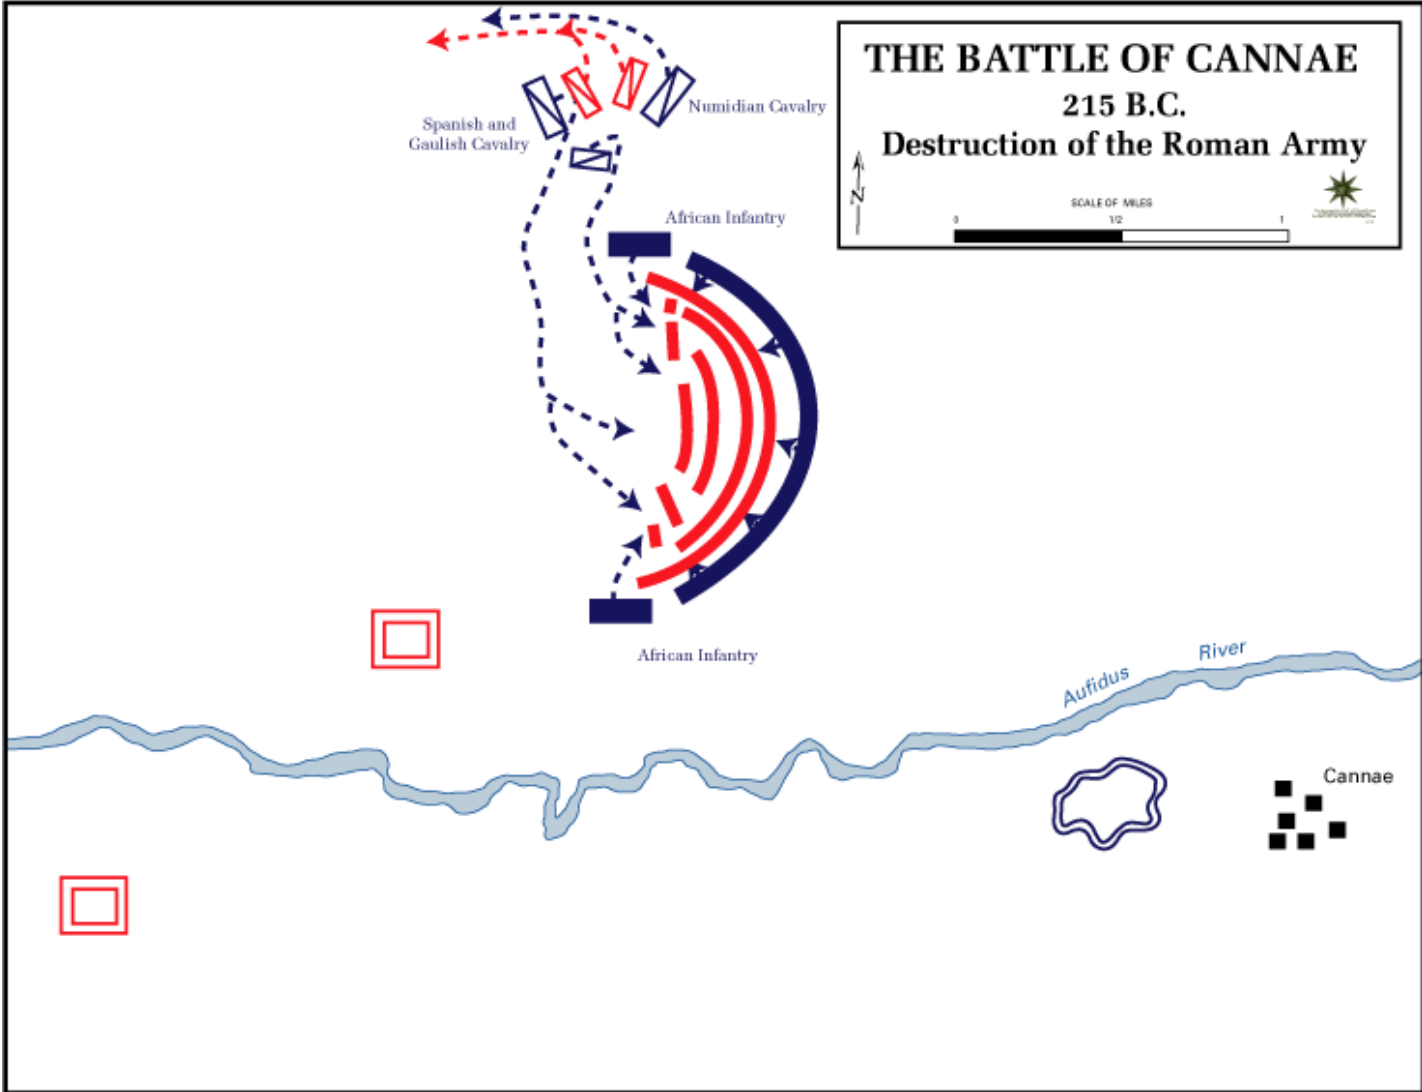 THE BATTLE OF CANNAE
215 B.C.
Destruction of the Roman Army
N
SCALE OF MILES
0 1/2 1
Spanish and
Gaulish Cavalry
Numidian Cavalry
African Infantry
African Infantry
Aufidus River
Cannae